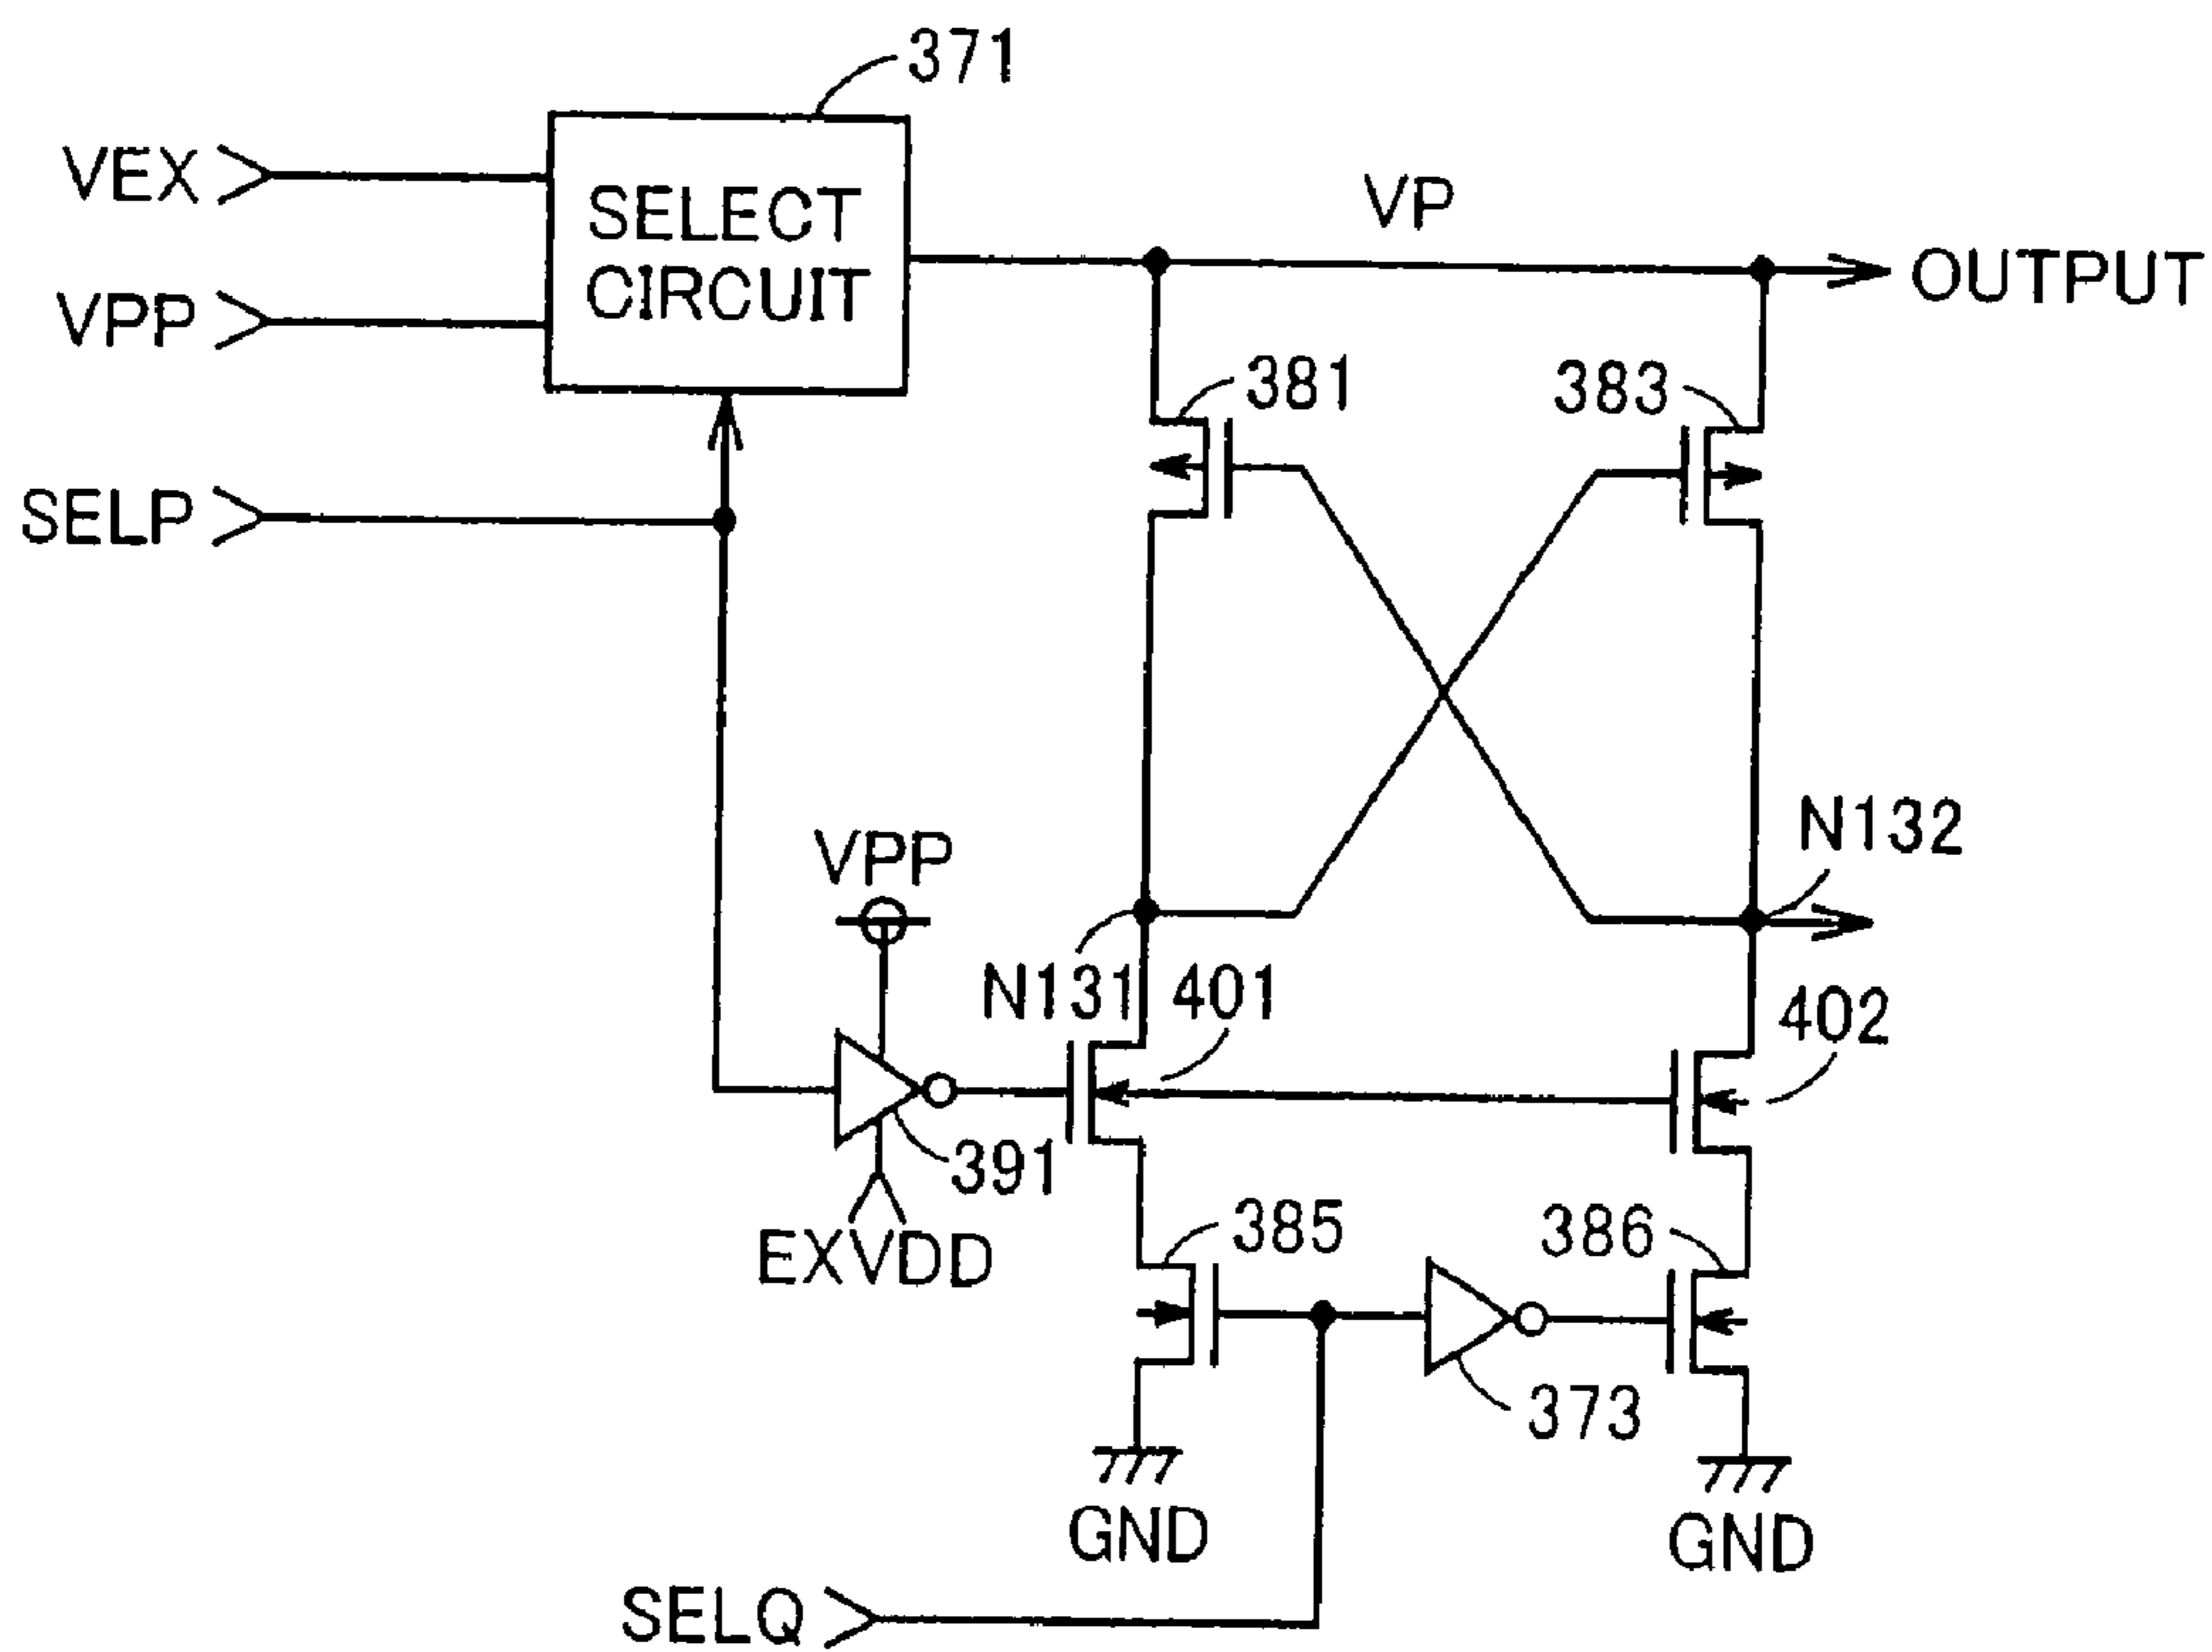 371
VEX
SELECT
CIRCUIT
VP
OUTPUT
VPP
381
383
SELP
VPP
N132
N131
401
402
391
EXVDD
385
386
373
GND
GND
SELQ